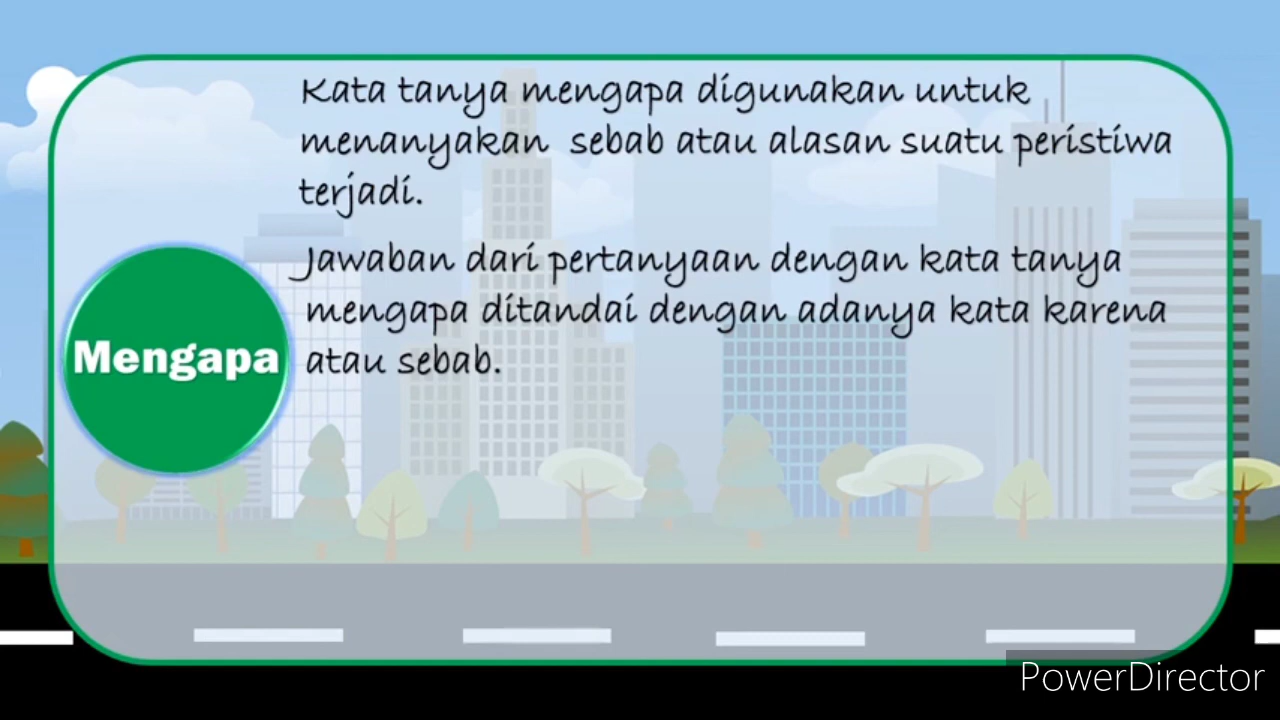 Kata tanya mengapa digunakan untuk
menanyakan sebab atau alasan suatu peristiwa
terjadi.
Jawaban dari pertanyaan dengan kata tanya
mengapa ditandai dengan adanya kata karena
atau sebab.
Mengapa
PowerDirector